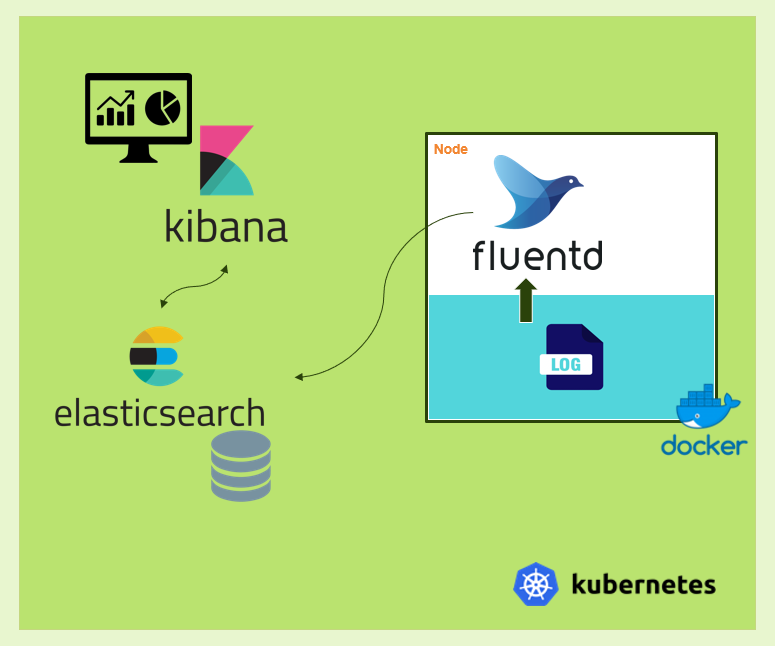 Node
kibana
fluentd
LOG
elasticsearch
docker
kubernetes